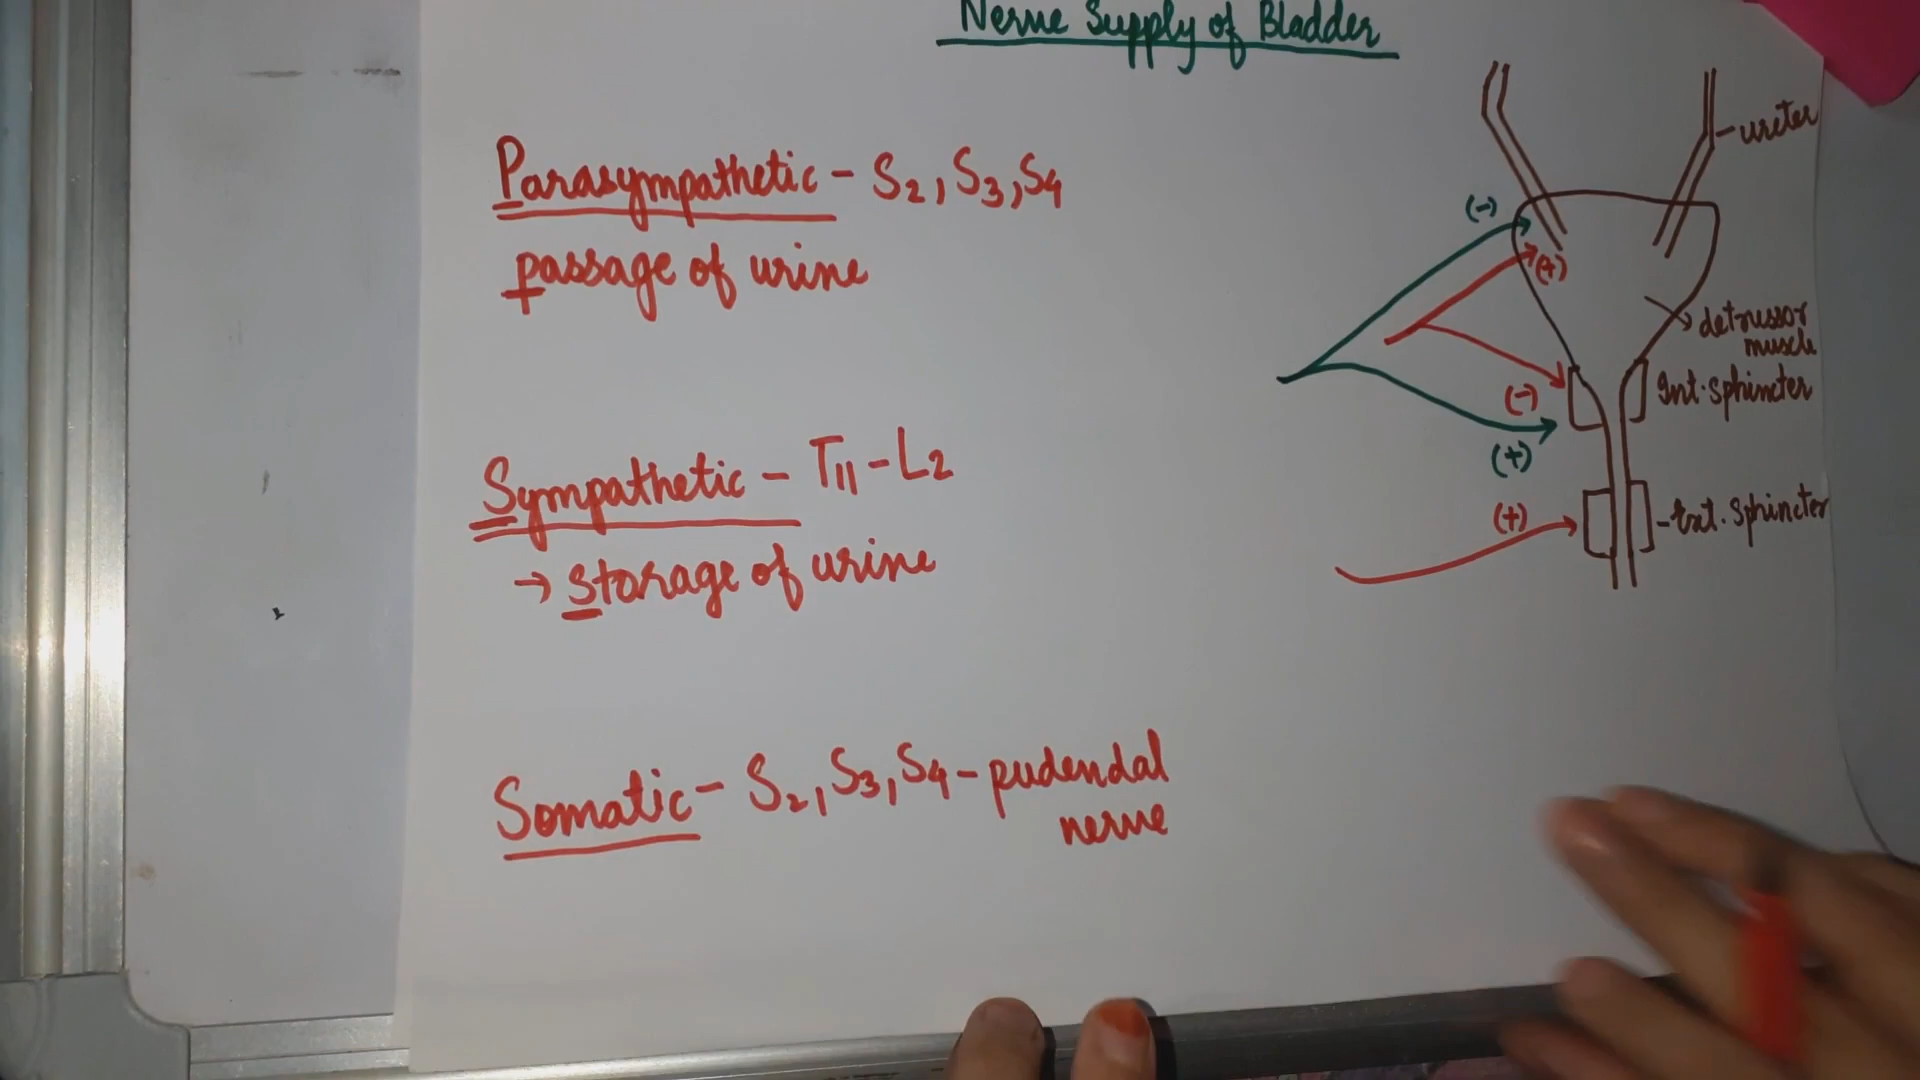 Nerve Supply of Bladder
Parasympathetic - S2, S3, S4
passage of urine
Sympathetic - T11 - L2
→ storage of urine
Somatic - S2, S3, S4 - pudendal
nerve
- ureter
(-)
(+)
detrussor
muscle
(-)
Int. Sphincter
(+)
(+)
- Ext. Sphincter